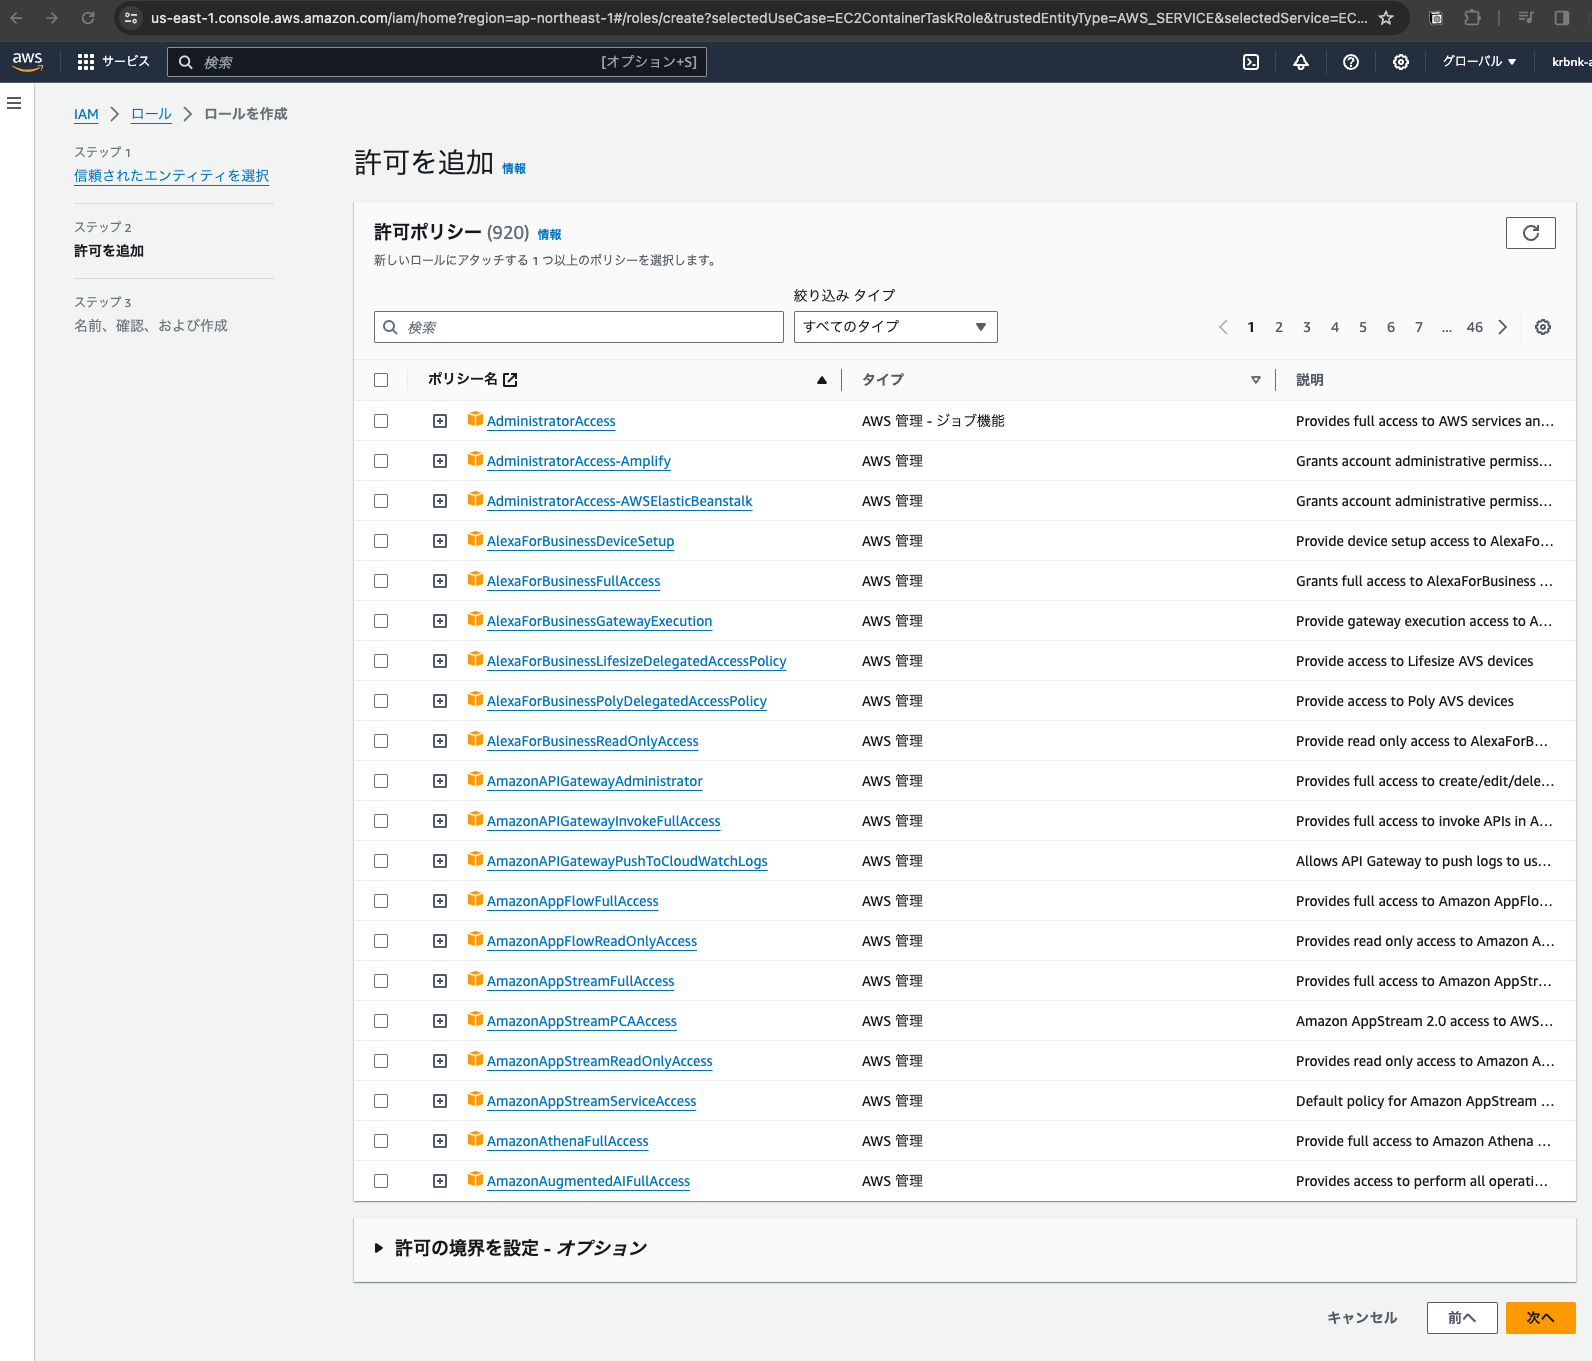 us-east-1.console.aws.amazon.com/iam/home?region=ap-northeast-1#/roles/create?selectedUseCase=EC2ContainerTaskRole&trustedEntityType=AWS_SERVICE&selectedService=EC...
aws サービス 検索 [オプション+S] グローバル krbnk-a
IAM ロール ロールを作成
ステップ 1
信頼されたエンティティを選択
ステップ 2
許可を追加
ステップ 3
名前、確認、および作成
許可を追加 情報
許可ポリシー (920) 情報
新しいロールにアタッチする 1 つ以上のポリシーを選択します。
絞り込み タイプ
検索 すべてのタイプ 1 2 3 4 5 6 7 ... 46
ポリシー名 タイプ 説明
AdministratorAccess AWS 管理 - ジョブ機能 Provides full access to AWS services an...
AdministratorAccess-Amplify AWS 管理 Grants account administrative permiss...
AdministratorAccess-AWSElasticBeanstalk AWS 管理 Grants account administrative permiss...
AlexaForBusinessDeviceSetup AWS 管理 Provide device setup access to AlexaFo...
AlexaForBusinessFullAccess AWS 管理 Grants full access to AlexaForBusiness ...
AlexaForBusinessGatewayExecution AWS 管理 Provide gateway execution access to A...
AlexaForBusinessLifesizeDelegatedAccessPolicy AWS 管理 Provide access to Lifesize AVS devices
AlexaForBusinessPolyDelegatedAccessPolicy AWS 管理 Provide access to Poly AVS devices
AlexaForBusinessReadOnlyAccess AWS 管理 Provide read only access to AlexaForB...
AmazonAPIGatewayAdministrator AWS 管理 Provides full access to create/edit/dele...
AmazonAPIGatewayInvokeFullAccess AWS 管理 Provides full access to invoke APIs in A...
AmazonAPIGatewayPushToCloudWatchLogs AWS 管理 Allows API Gateway to push logs to us...
AmazonAppFlowFullAccess AWS 管理 Provides full access to Amazon AppFlo...
AmazonAppFlowReadOnlyAccess AWS 管理 Provides read only access to Amazon A...
AmazonAppStreamFullAccess AWS 管理 Provides full access to Amazon AppStr...
AmazonAppStreamPCAAccess AWS 管理 Amazon AppStream 2.0 access to AWS...
AmazonAppStreamReadOnlyAccess AWS 管理 Provides read only access to Amazon A...
AmazonAppStreamServiceAccess AWS 管理 Default policy for Amazon AppStream ...
AmazonAthenaFullAccess AWS 管理 Provide full access to Amazon Athena ...
AmazonAugmentedAIFullAccess AWS 管理 Provides access to perform all operati...
許可の境界を設定 - オプション
キャンセル 前へ 次へ